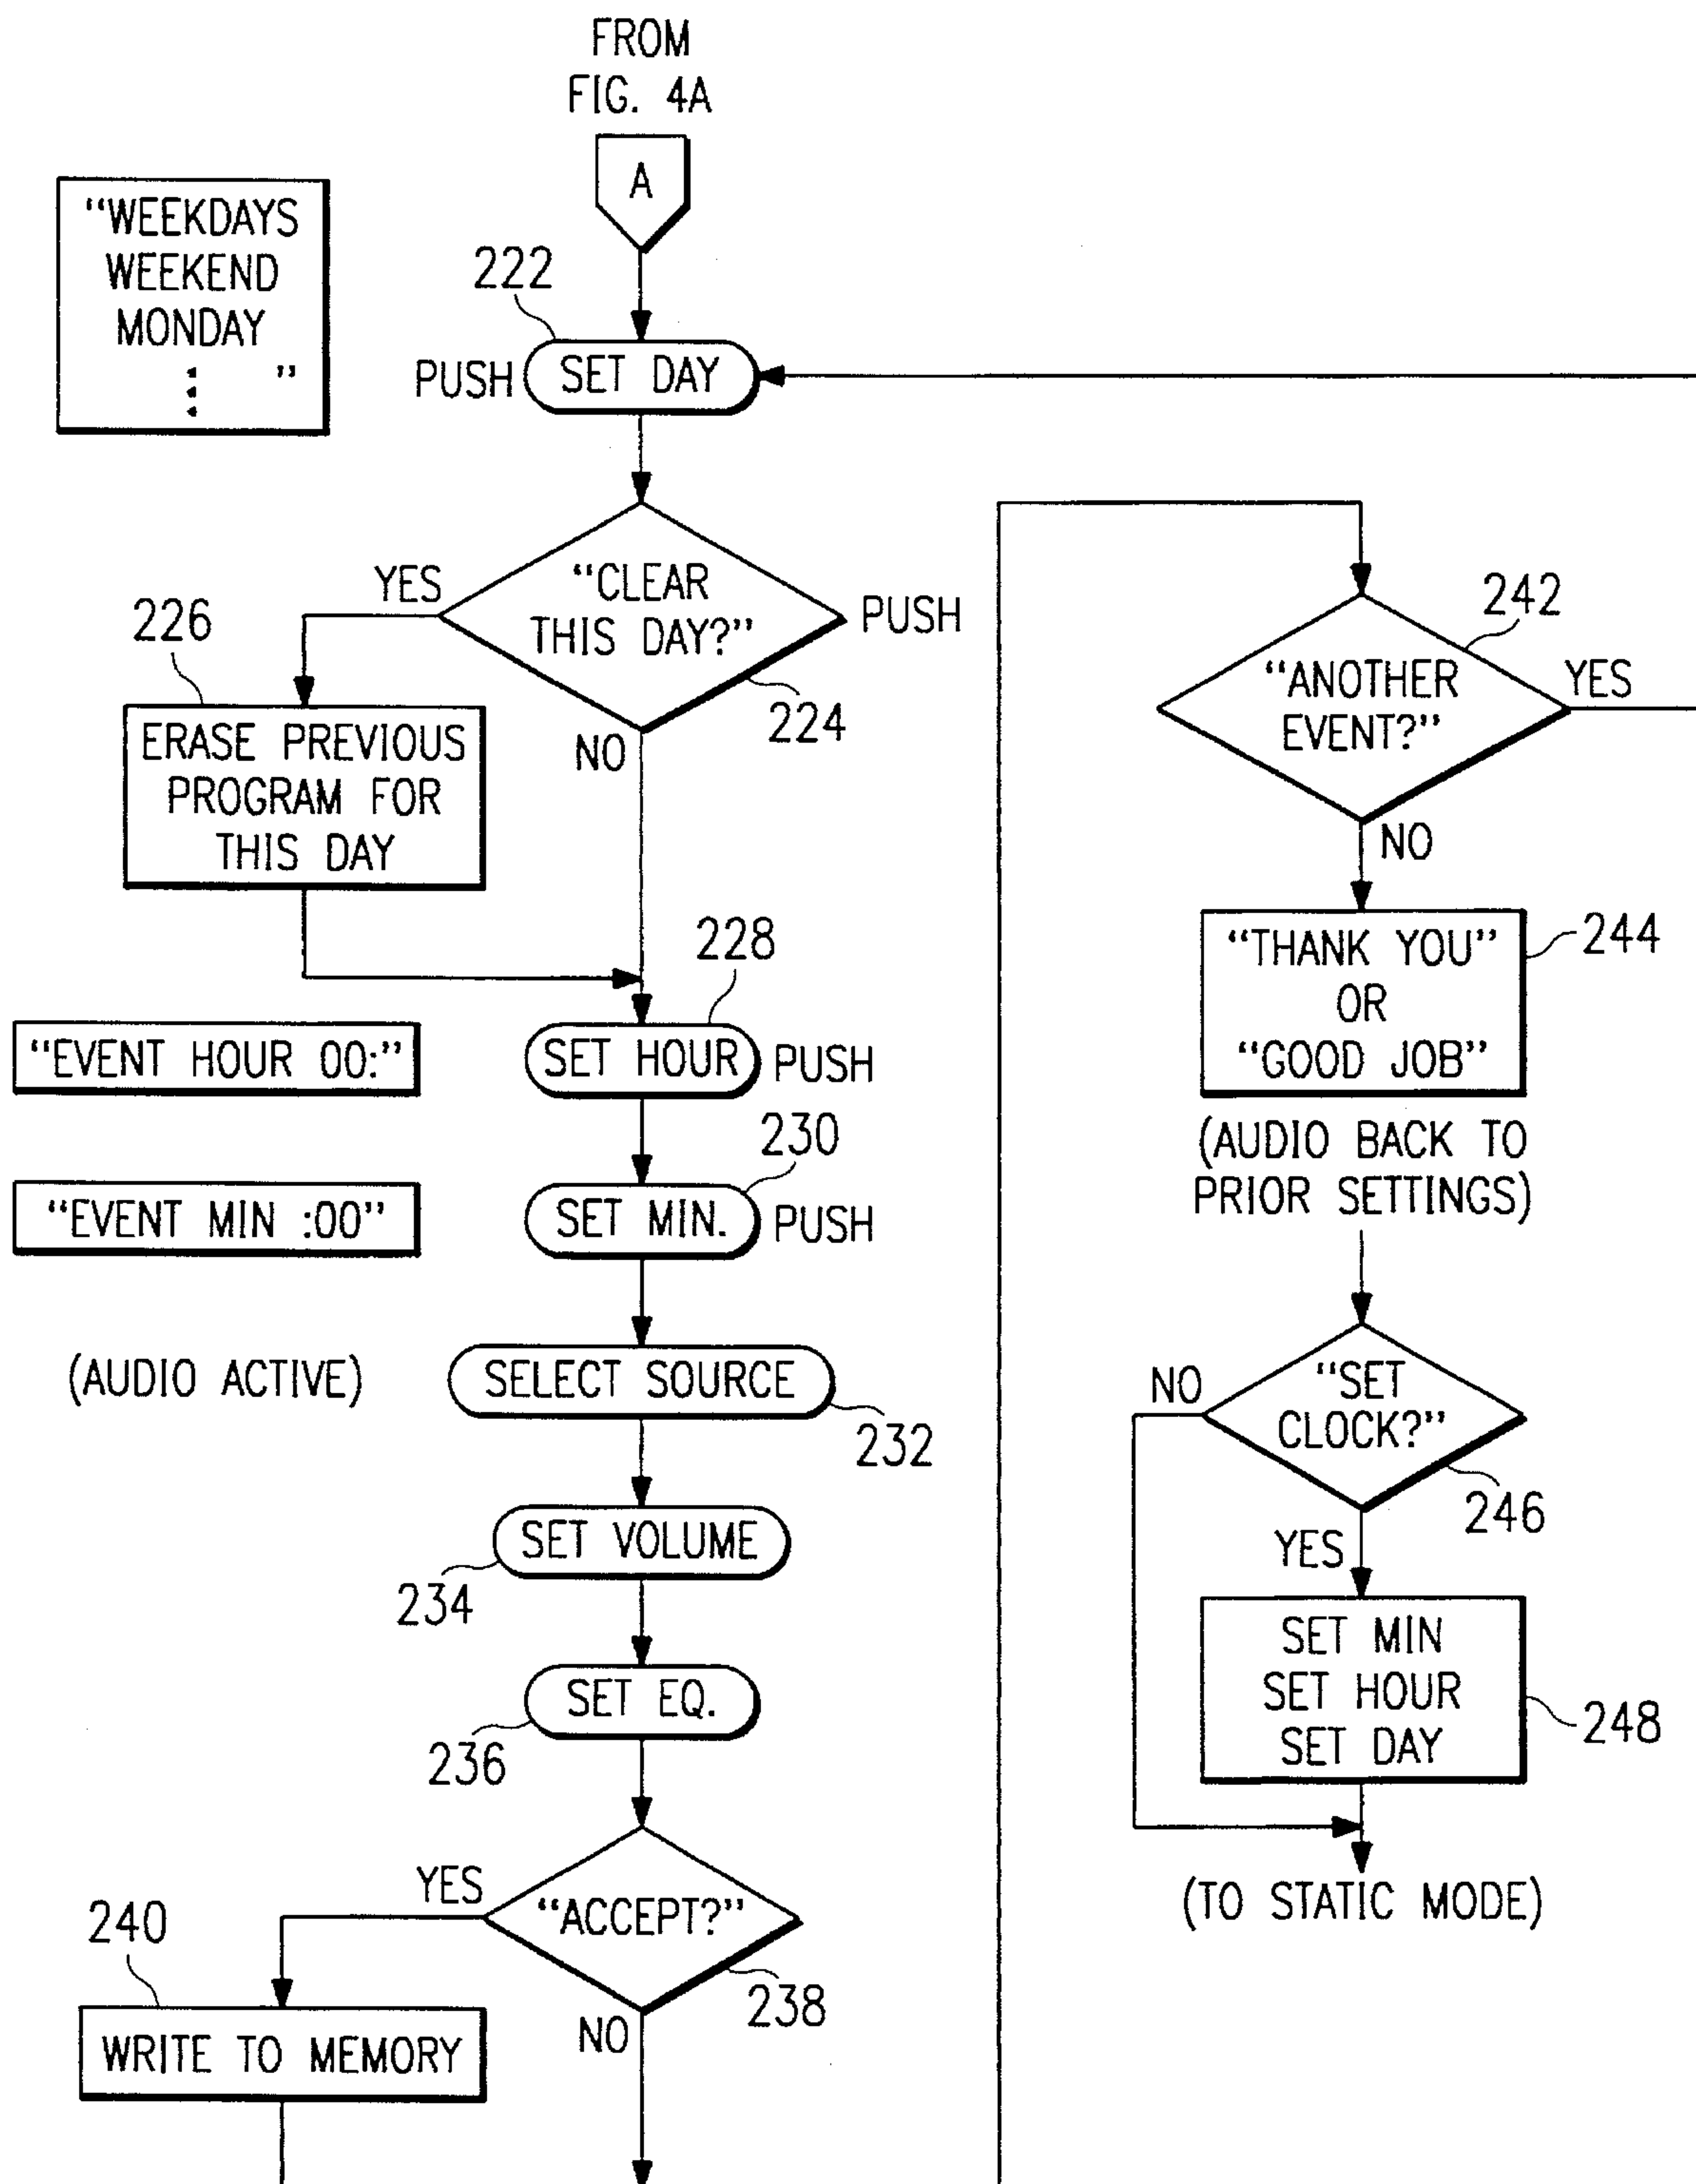 FROM
FIG. 4A
A
“WEEKDAYS
WEEKEND
MONDAY
”
222
PUSH
SET DAY
YES
“CLEAR
THIS DAY?”
PUSH
224
NO
226
ERASE PREVIOUS
PROGRAM FOR
THIS DAY
228
“EVENT HOUR 00:”
SET HOUR
PUSH
230
“EVENT MIN :00”
SET MIN.
PUSH
(AUDIO ACTIVE)
SELECT SOURCE
232
SET VOLUME
234
SET EQ.
236
YES
“ACCEPT?”
238
NO
240
WRITE TO MEMORY
242
“ANOTHER
EVENT?”
YES
NO
“THANK YOU”
OR
“GOOD JOB”
244
(AUDIO BACK TO
PRIOR SETTINGS)
NO
“SET
CLOCK?”
246
YES
SET MIN
SET HOUR
SET DAY
248
(TO STATIC MODE)